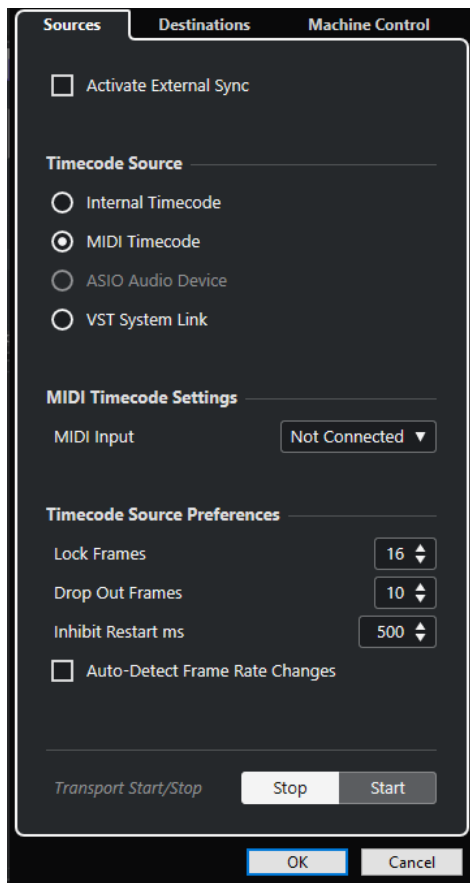 Sources Destinations Machine Control
Activate External Sync
Timecode Source
Internal Timecode
MIDI Timecode
ASIO Audio Device
VST System Link
MIDI Timecode Settings
MIDI Input Not Connected
Timecode Source Preferences
Lock Frames 16
Drop Out Frames 10
Inhibit Restart ms 500
Auto-Detect Frame Rate Changes
Transport Start/Stop Stop Start
OK Cancel